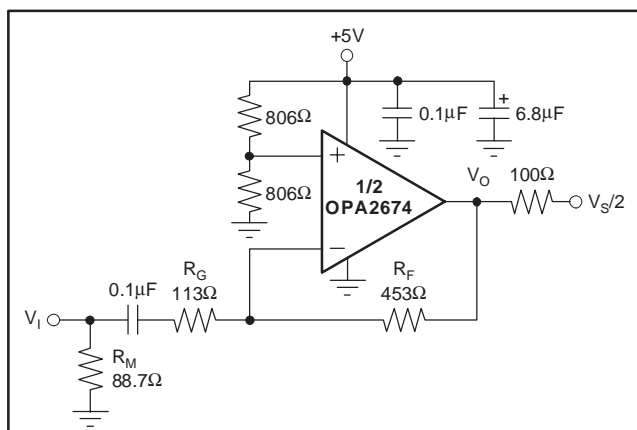 +5V
806Ω
0.1μF
+
6.8μF
806Ω
+
1/2
OPA2674
−
V_O
100Ω
V_S/2
R_G
113Ω
R_F
453Ω
0.1μF
V_I
R_M
88.7Ω